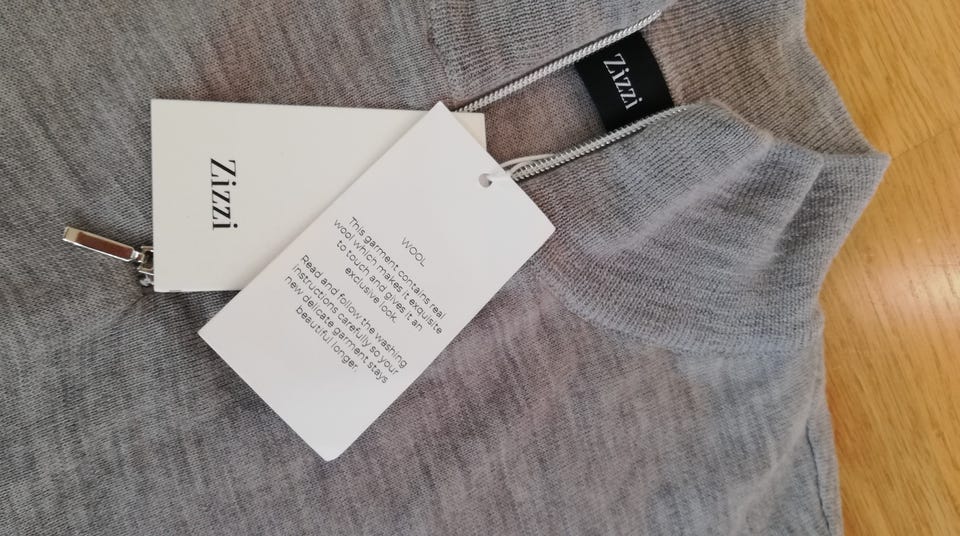 Zizzi
Zizzi
WOOL
This garment contains real
wool which makes it exquisite
to touch and gives it an
exclusive look.
Read and follow the washing
instructions carefully so your
new delicate garment stays
beautiful longer.